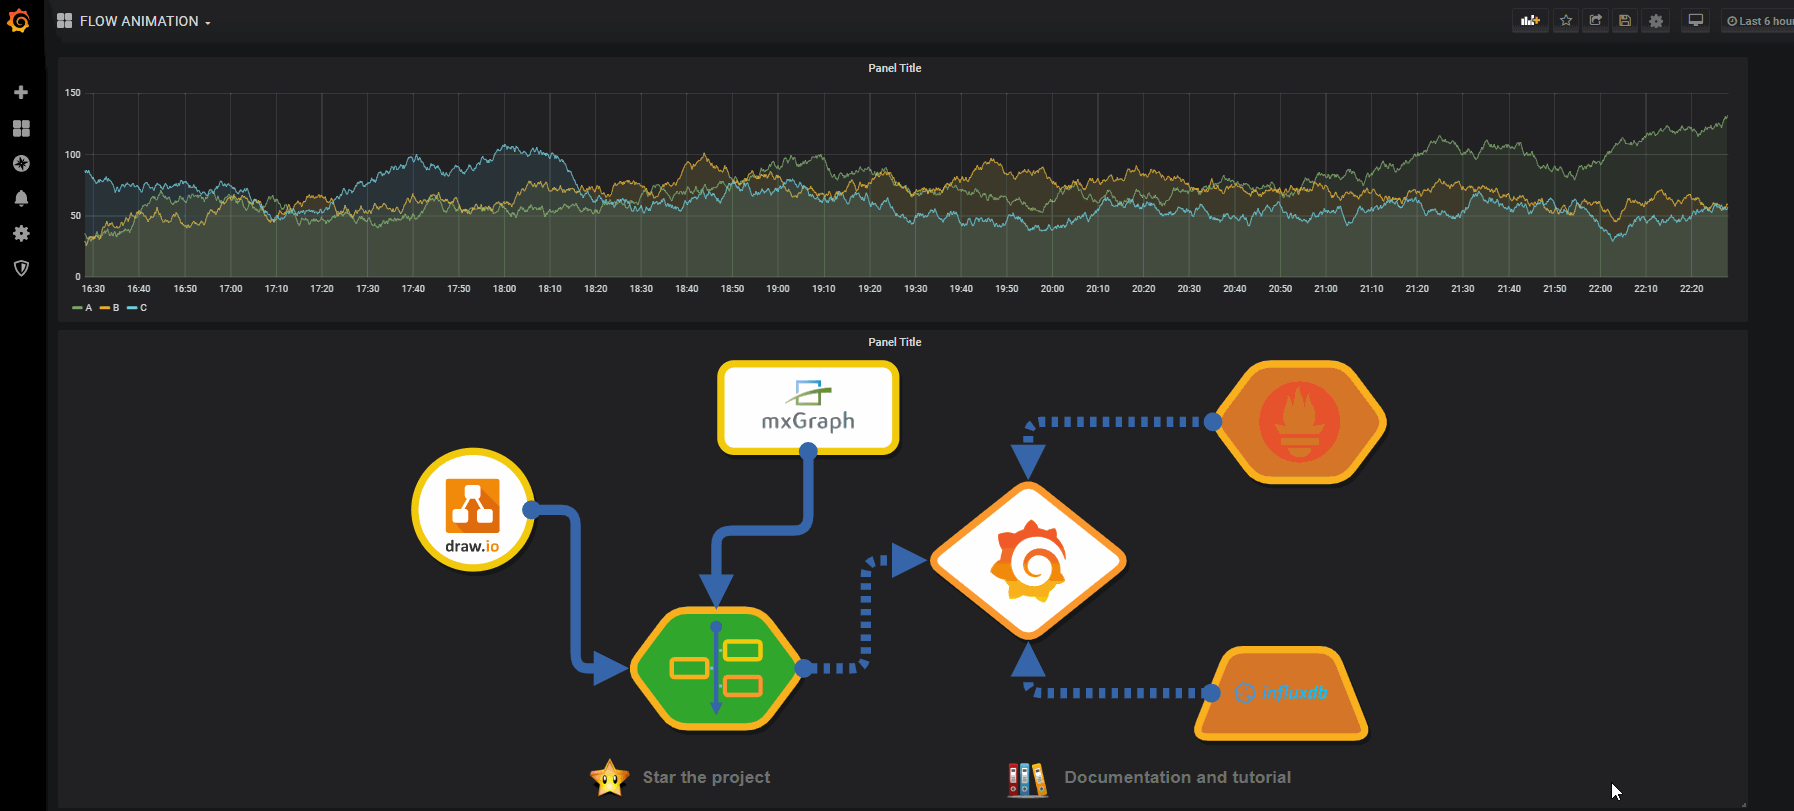 FLOW ANIMATION
Last 6 hour
Panel Title
150
100
50
0
16:30 16:40 16:50 17:00 17:10 17:20 17:30 17:40 17:50 18:00 18:10 18:20 18:30 18:40 18:50 19:00 19:10 19:20 19:30 19:40 19:50 20:00 20:10 20:20 20:30 20:40 20:50 21:00 21:10 21:20 21:30 21:40 21:50 22:00 22:10 22:20
A B C
Panel Title
mxGraph
draw.io
influxdb
Star the project
Documentation and tutorial